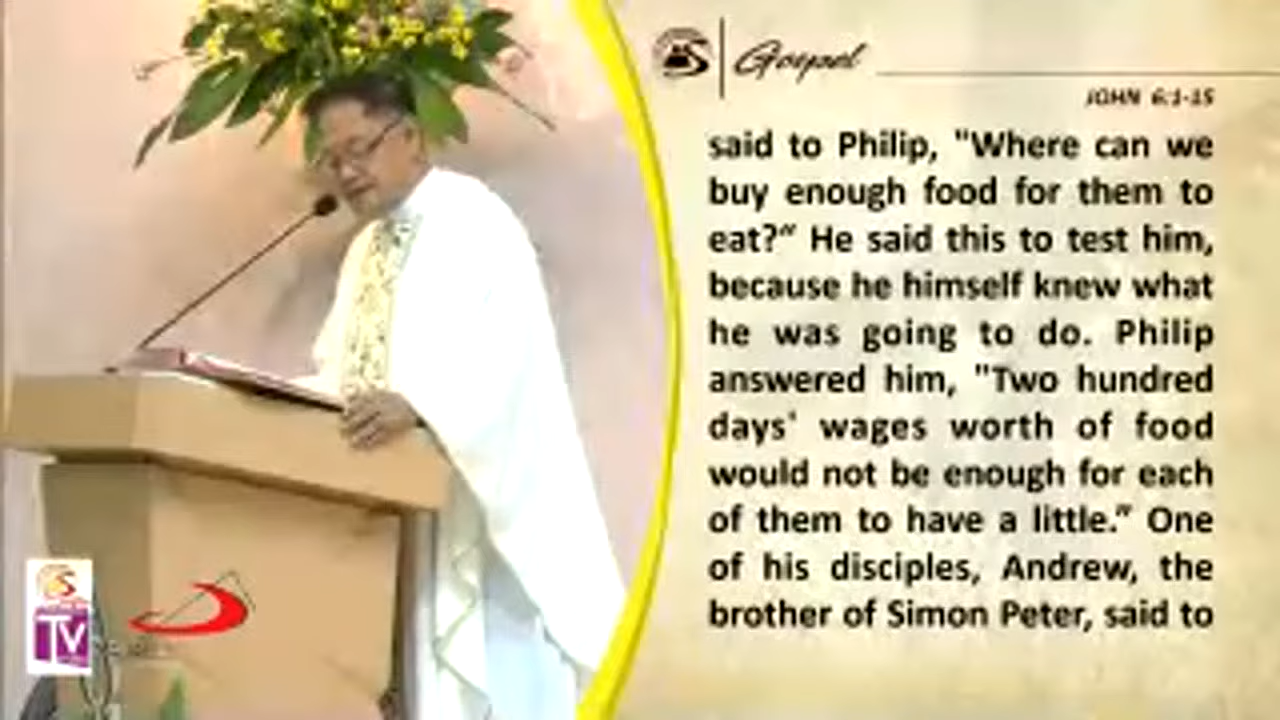 Gospel
JOHN 6:1-15
said to Philip, "Where can we
buy enough food for them to
eat?” He said this to test him,
because he himself knew what
he was going to do. Philip
answered him, "Two hundred
days' wages worth of food
would not be enough for each
of them to have a little.” One
of his disciples, Andrew, the
brother of Simon Peter, said to
TV